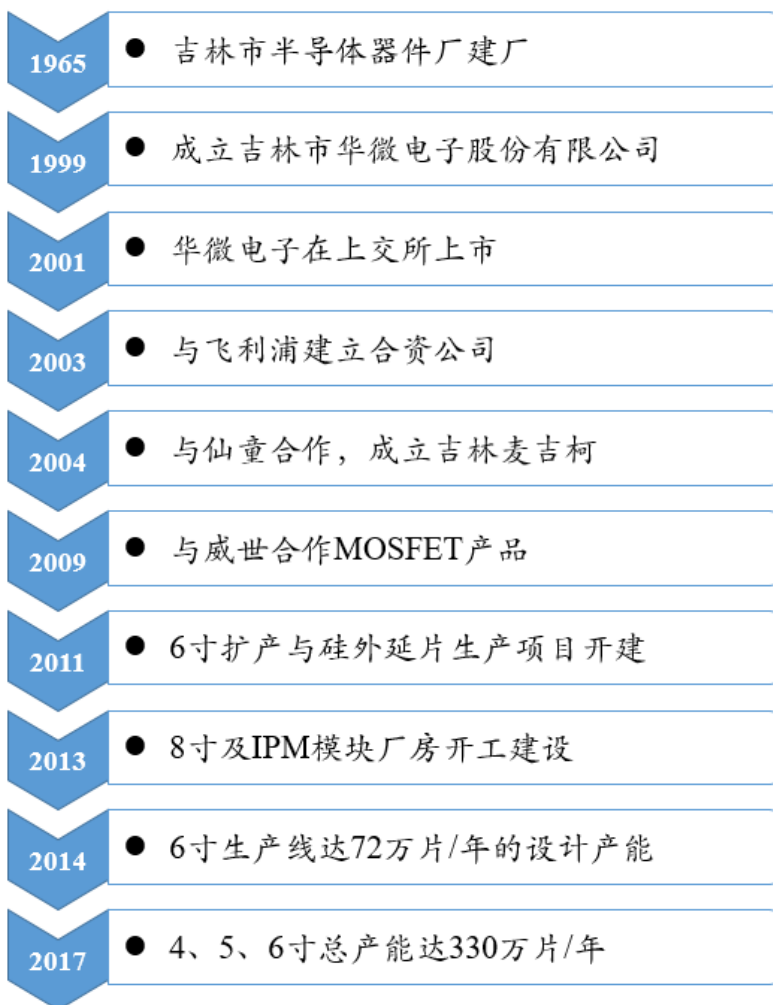 1965
● 吉林市半导体器件厂建厂
1999
● 成立吉林市华微电子股份有限公司
2001
● 华微电子在上交所上市
2003
● 与飞利浦建立合资公司
2004
● 与仙童合作，成立吉林麦吉柯
2009
● 与威世合作MOSFET产品
2011
● 6寸扩产与硅外延片生产项目开建
2013
● 8寸及IPM模块厂房开工建设
2014
● 6寸生产线达72万片/年的设计产能
2017
● 4、5、6寸总产能达330万片/年